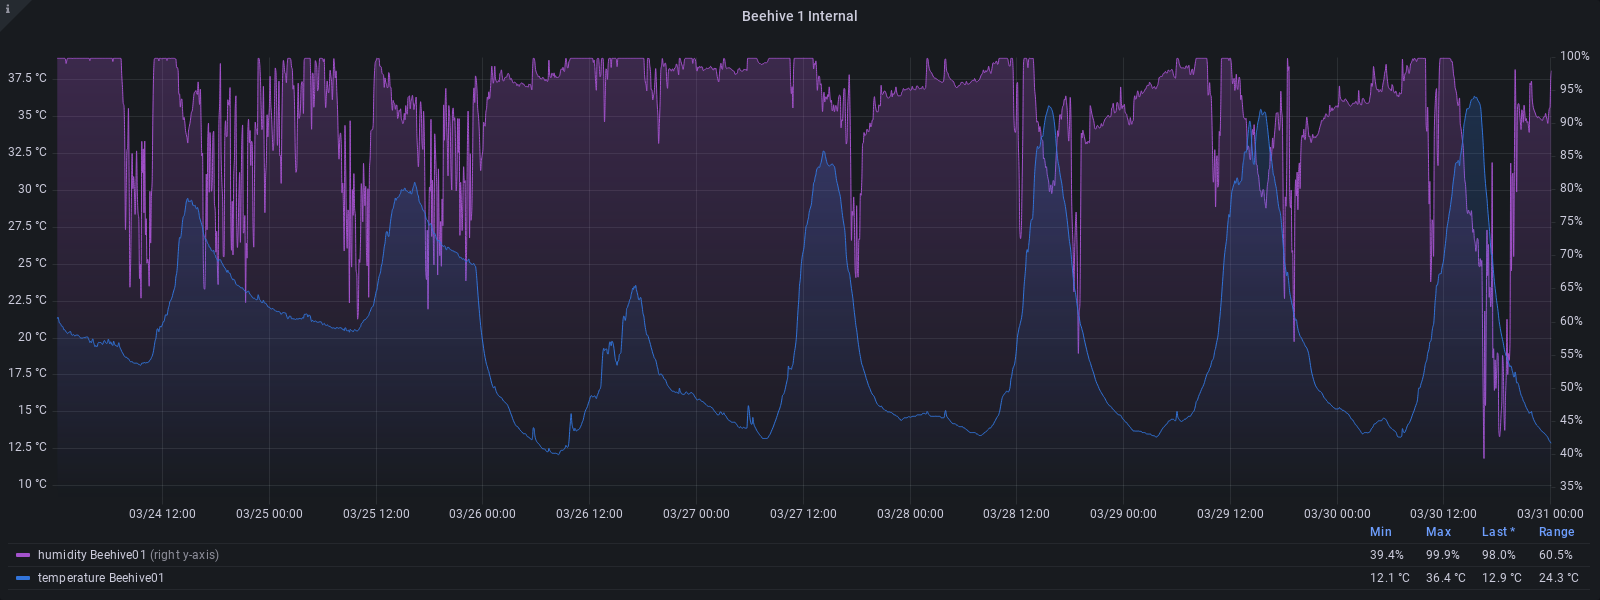 i
Beehive 1 Internal
37.5 °C
35 °C
32.5 °C
30 °C
27.5 °C
25 °C
22.5 °C
20 °C
17.5 °C
15 °C
12.5 °C
10 °C
100%
95%
90%
85%
80%
75%
70%
65%
60%
55%
50%
45%
40%
35%
03/24 12:00 03/25 00:00 03/25 12:00 03/26 00:00 03/26 12:00 03/27 00:00 03/27 12:00 03/28 00:00 03/28 12:00 03/29 00:00 03/29 12:00 03/30 00:00 03/30 12:00 03/31 00:00
Min Max Last * Range
humidity Beehive01 (right y-axis) 39.4% 99.9% 98.0% 60.5%
temperature Beehive01 12.1 °C 36.4 °C 12.9 °C 24.3 °C